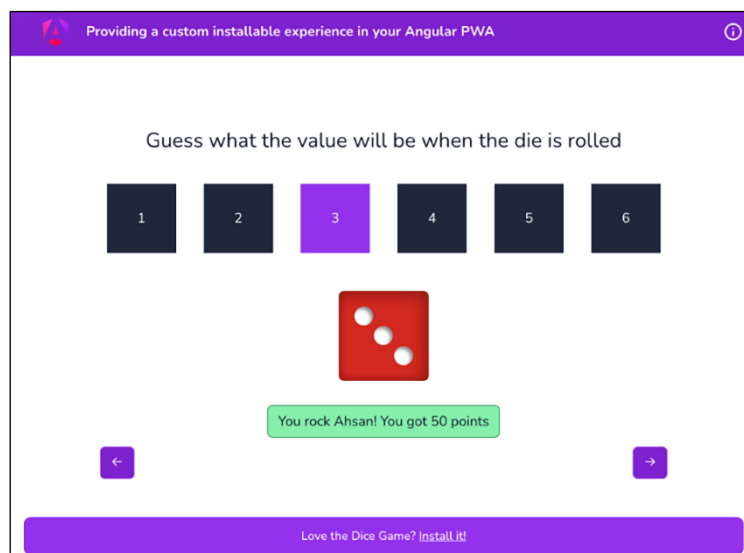 Providing a custom installable experience in your Angular PWA
Guess what the value will be when the die is rolled
1 2 3 4 5 6
You rock Ahsan! You got 50 points
← →
Love the Dice Game? Install it!